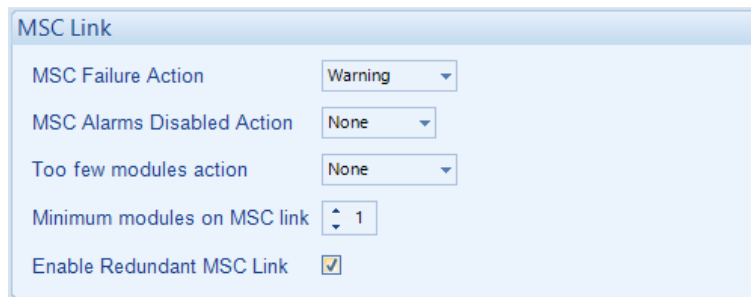 MSC Link
MSC Failure Action Warning
MSC Alarms Disabled Action None
Too few modules action None
Minimum modules on MSC link 1
Enable Redundant MSC Link